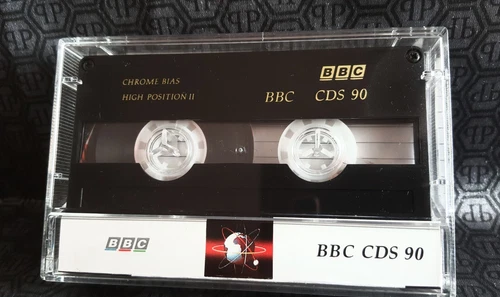 BBC
CHROME BIAS
HIGH POSITION II
BBC CDS 90
BBC
BBC CDS 90